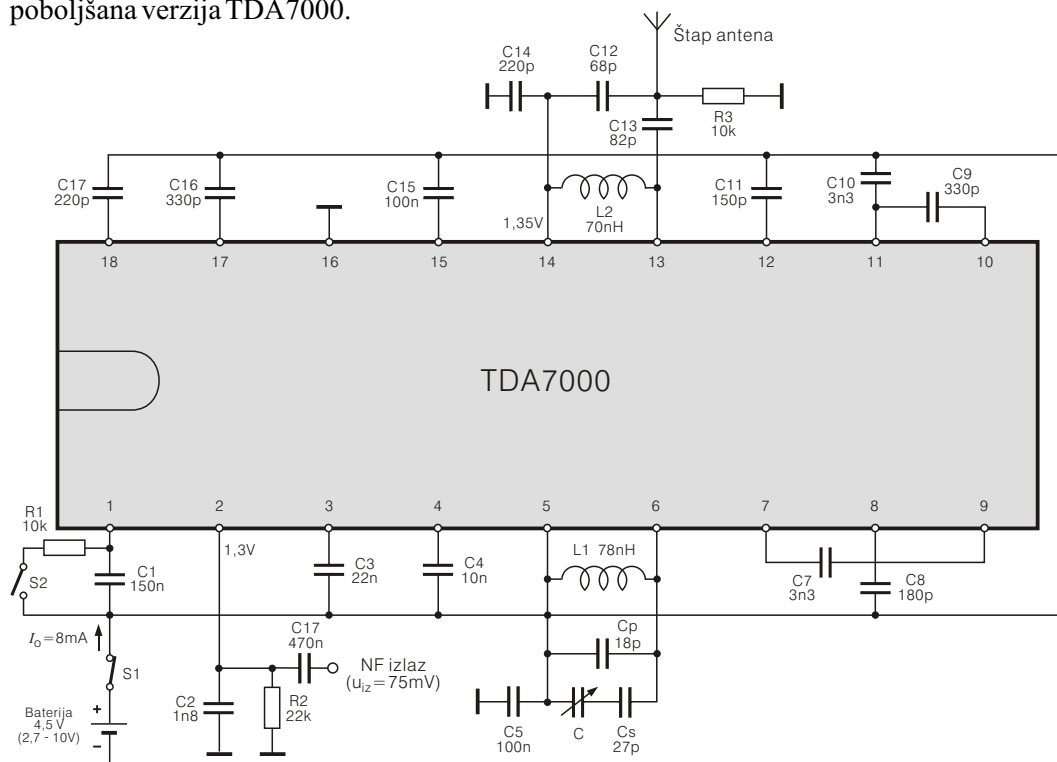 poboljšana verzija TDA7000.
Štap antena
C14
220p
C12
68p
C13
82p
R3
10k
C17
220p
C16
330p
C15
100n
L2
70nH
C11
150p
C10
3n3
C9
330p
1,35V
18
17
16
15
14
13
12
11
10
TDA7000
1
2
3
4
5
6
7
8
9
R1
10k
S2
C1
150n
1,3V
C3
22n
C4
10n
L1 78nH
C7
3n3
C8
180p
I₀=8mA
S1
C17
470n
NF izlaz
(uiz=75mV)
Cp
18p
Baterija
4,5 V
(2,7 - 10V)
+
−
C2
1n8
R2
22k
C5
100n
C
Cs
27p